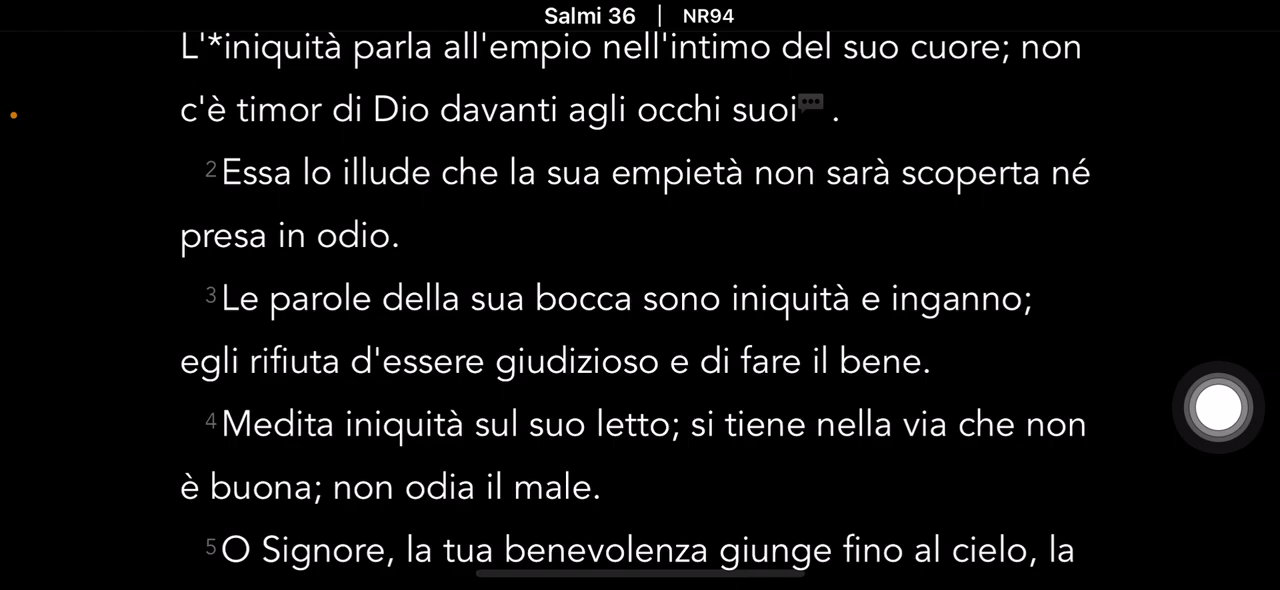 Salmi 36 | NR94
L'*iniquità parla all'empio nell'intimo del suo cuore; non
c'è timor di Dio davanti agli occhi suoi .
2 Essa lo illude che la sua empietà non sarà scoperta né
presa in odio.
3 Le parole della sua bocca sono iniquità e inganno;
egli rifiuta d'essere giudizioso e di fare il bene.
4 Medita iniquità sul suo letto; si tiene nella via che non
è buona; non odia il male.
5 O Signore, la tua benevolenza giunge fino al cielo, la